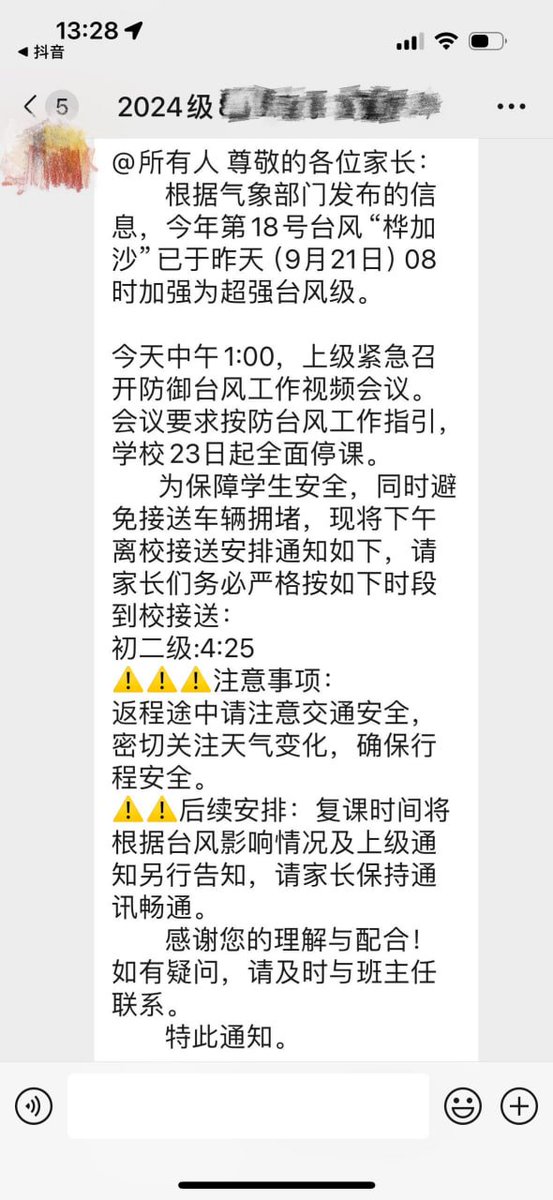 13:28
◀ 抖音
5
2024级
@所有人 尊敬的各位家长：
根据气象部门发布的信
息，今年第18号台风“桦加
沙”已于昨天（9月21日）08
时加强为超强台风级。
今天中午1:00，上级紧急召
开防御台风工作视频会议。
会议要求按防台风工作指引，
学校23日起全面停课。
为保障学生安全，同时避
免接送车辆拥堵，现将下午
离校接送安排通知如下，请
家长们务必严格按如下时段
到校接送：
初二级:4:25
⚠️⚠️⚠️注意事项：
返程途中请注意交通安全，
密切关注天气变化，确保行
程安全。
⚠️⚠️后续安排：复课时间将
根据台风影响情况及上级通
知另行告知，请家长保持通
讯畅通。
感谢您的理解与配合！
如有疑问，请及时与班主任
联系。
特此通知。